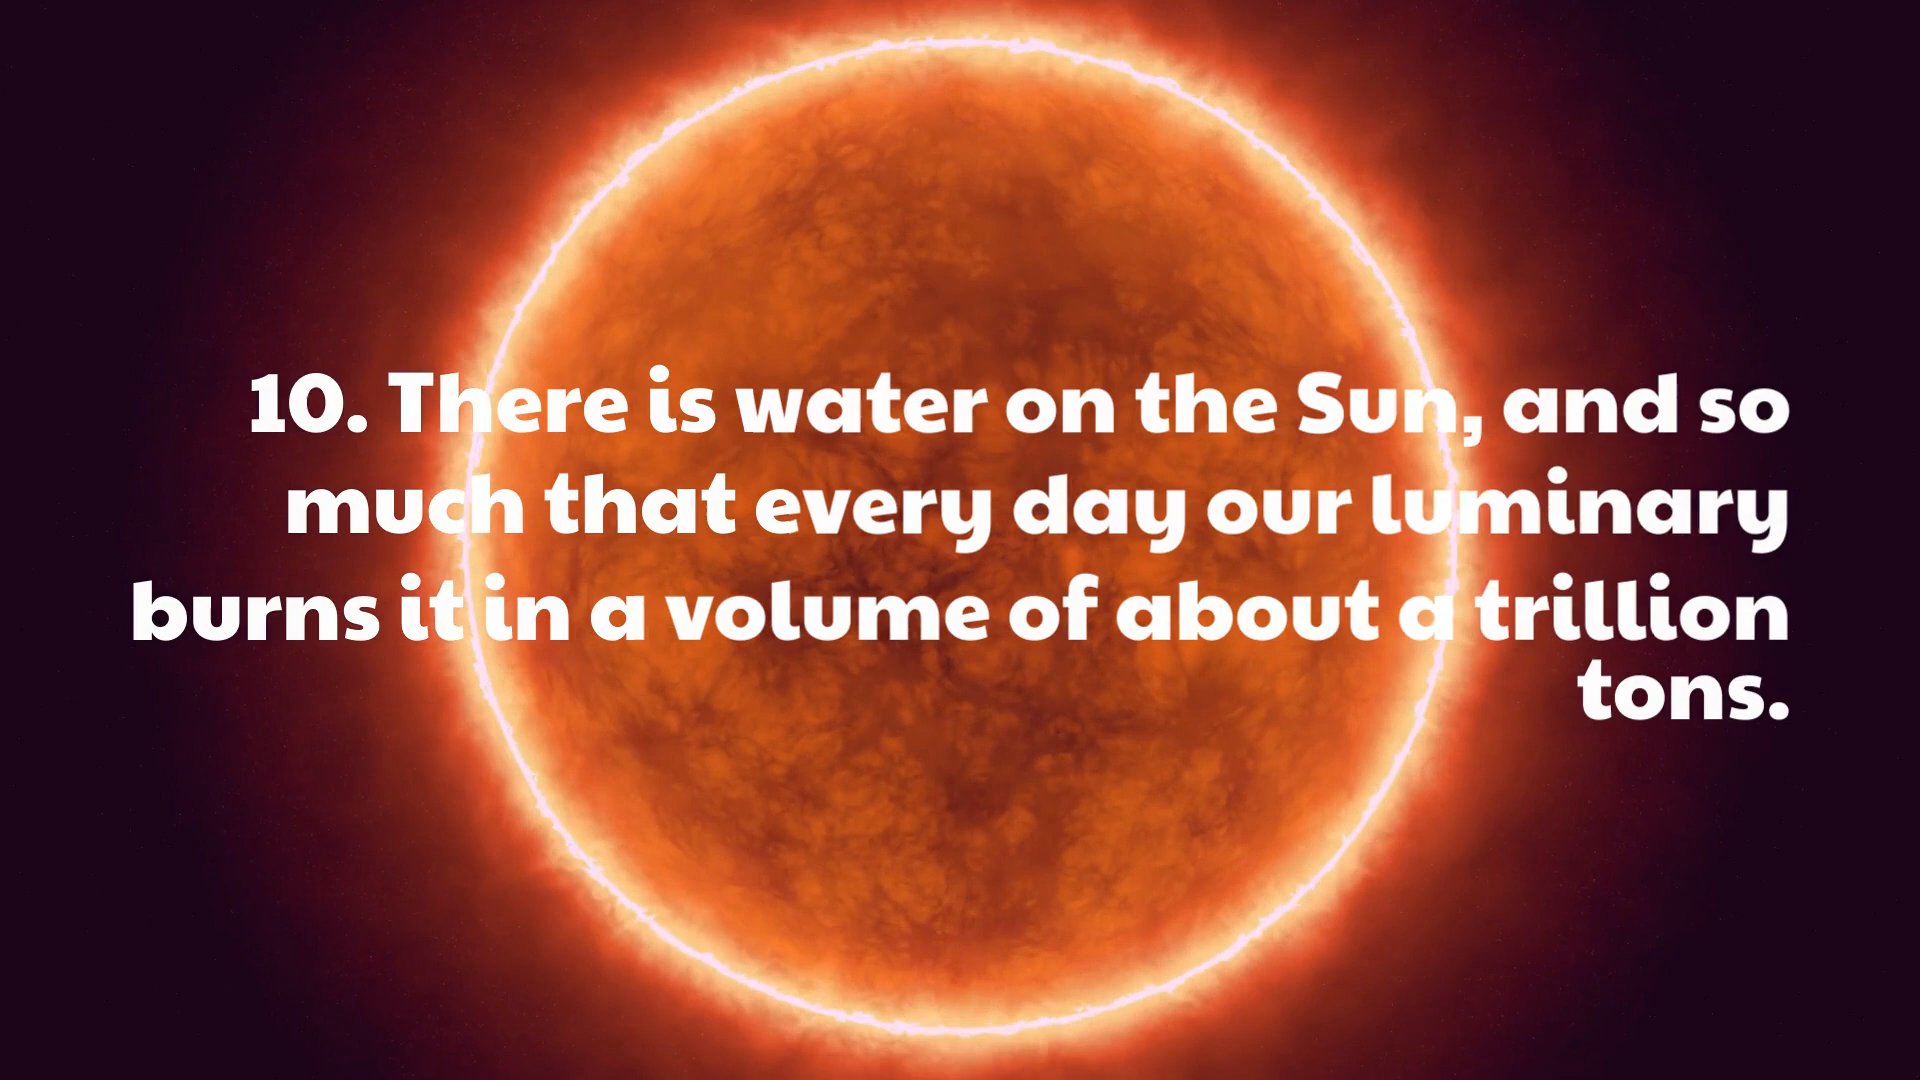 10. There is water on the Sun, and so
much that every day our luminary
burns it in a volume of about a trillion
tons.